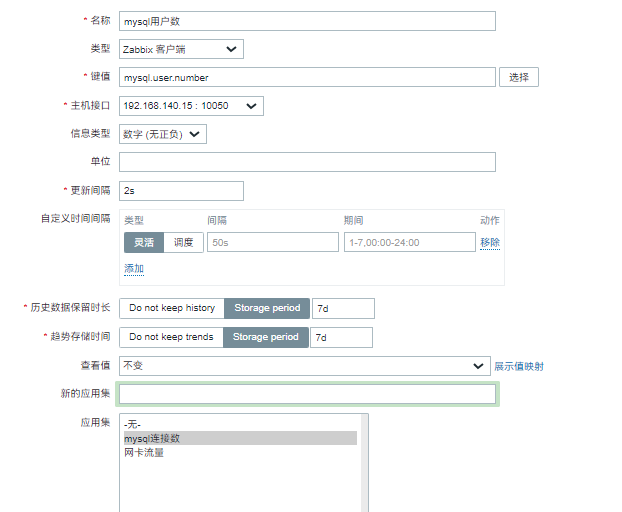 * 名称 mysql用户数
类型 Zabbix 客户端
* 键值 mysql.user.number 选择
* 主机接口 192.168.140.15 : 10050
信息类型 数字 (无正负)
单位
* 更新间隔 2s
自定义时间间隔 类型 间隔 期间 动作
灵活 调度 50s 1-7,00:00-24:00 移除
添加
* 历史数据保留时长 Do not keep history Storage period 7d
* 趋势存储时间 Do not keep trends Storage period 7d
查看值 不变 展示值映射
新的应用集
应用集 -无-
mysql连接数
网卡流量